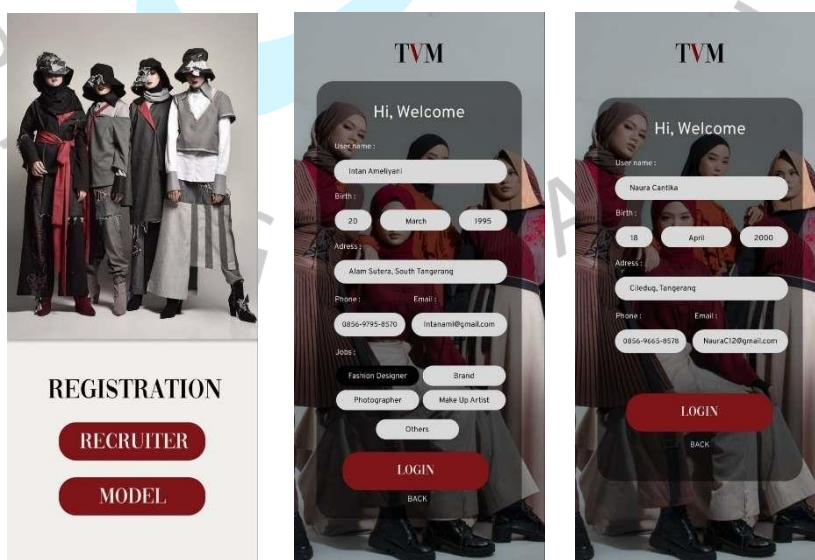 REGISTRATION
RECRUITER
MODEL
TVM
Hi, Welcome
User name :
Intan Ameliyani
Birth :
20 March 1995
Adress :
Alam Sutera, South Tangerang
Phone : Email :
0856-9795-8570 Intanami@gmail.com
Jobs :
Fashion Designer Brand
Photographer Make Up Artist
Others
LOGIN
BACK
TVM
Hi, Welcome
User name :
Naura Cantika
Birth :
18 April 2000
Adress :
Ciledug, Tangerang
Phone : Email :
0856-9665-8578 NauraC12@gmail.com
LOGIN
BACK